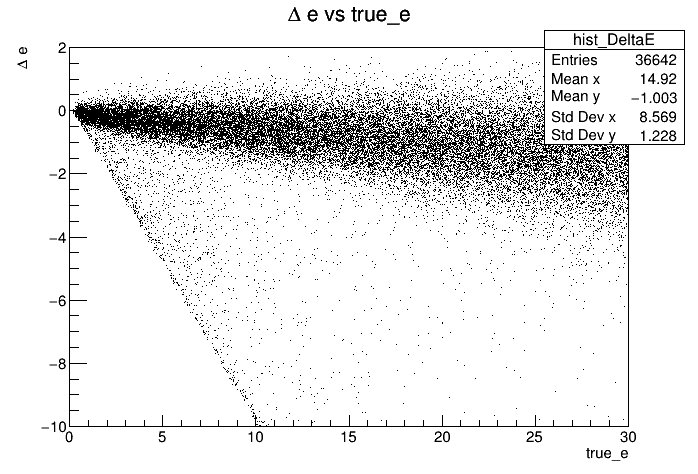 Δ e vs true_e
hist_DeltaE
Entries 36642
Mean x 14.92
Mean y −1.003
Std Dev x 8.569
Std Dev y 1.228
Δ e
2
0
−2
−4
−6
−8
−10
0 5 10 15 20 25 30
true_e